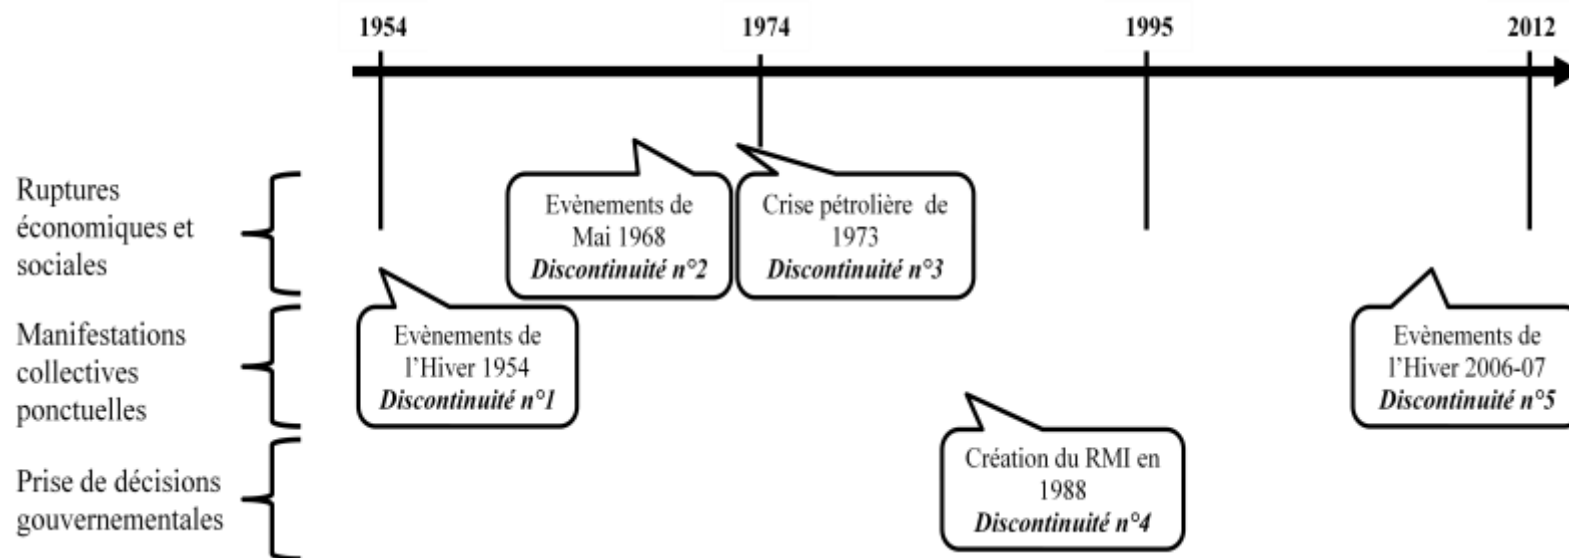 1954
1974
1995
2012
Ruptures
économiques et
sociales
Evènements de
Mai 1968
Discontinuité n°2
Crise pétrolière de
1973
Discontinuité n°3
Manifestations
collectives
ponctuelles
Evènements de
l'Hiver 1954
Discontinuité n°1
Evènements de
l'Hiver 2006-07
Discontinuité n°5
Prise de décisions
gouvernementales
Création du RMI en
1988
Discontinuité n°4